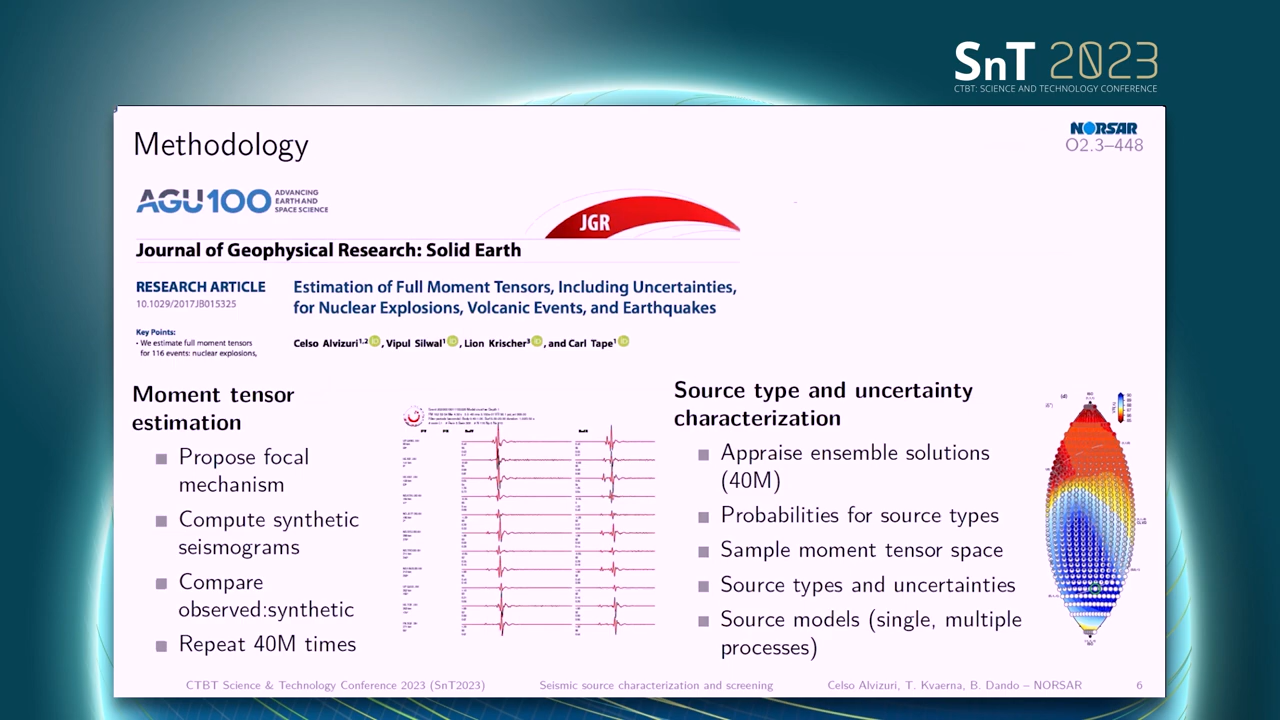 SnT 2023
CTBT: SCIENCE AND TECHNOLOGY CONFERENCE
Methodology
NORSAR
O2.3–448
AGU100 ADVANCING
EARTH AND
SPACE SCIENCE
JGR
Journal of Geophysical Research: Solid Earth
RESEARCH ARTICLE
10.1029/2017JB015325
Estimation of Full Moment Tensors, Including Uncertainties,
for Nuclear Explosions, Volcanic Events, and Earthquakes
Key Points:
• We estimate full moment tensors
for 116 events: nuclear explosions,
Celso Alvizuri1,2 iD, Vipul Silwal1 iD, Lion Krischer3 iD, and Carl Tape1 iD
Moment tensor
estimation
Propose focal
mechanism
Compute synthetic
seismograms
Compare
observed:synthetic
Repeat 40M times
Source type and uncertainty
characterization
Appraise ensemble solutions
(40M)
Probabilities for source types
Sample moment tensor space
Source types and uncertainties
Source models (single, multiple
processes)
CTBT Science & Technology Conference 2023 (SnT2023)
Seismic source characterization and screening
Celso Alvizuri, T. Kvaerna, B. Dando – NORSAR
6